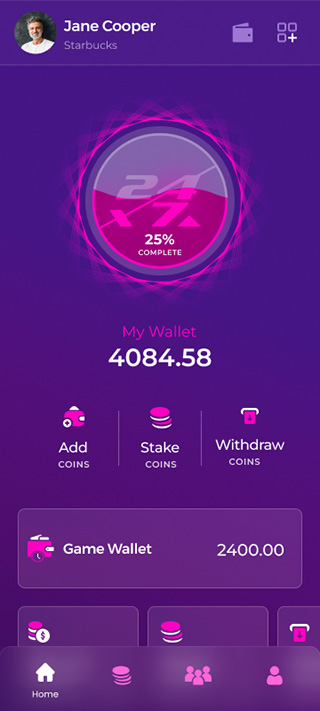 Jane Cooper
Starbucks
24
x 7
25%
COMPLETE
My Wallet
4084.58
Add
COINS
Stake
COINS
Withdraw
COINS
Game Wallet
2400.00
Home